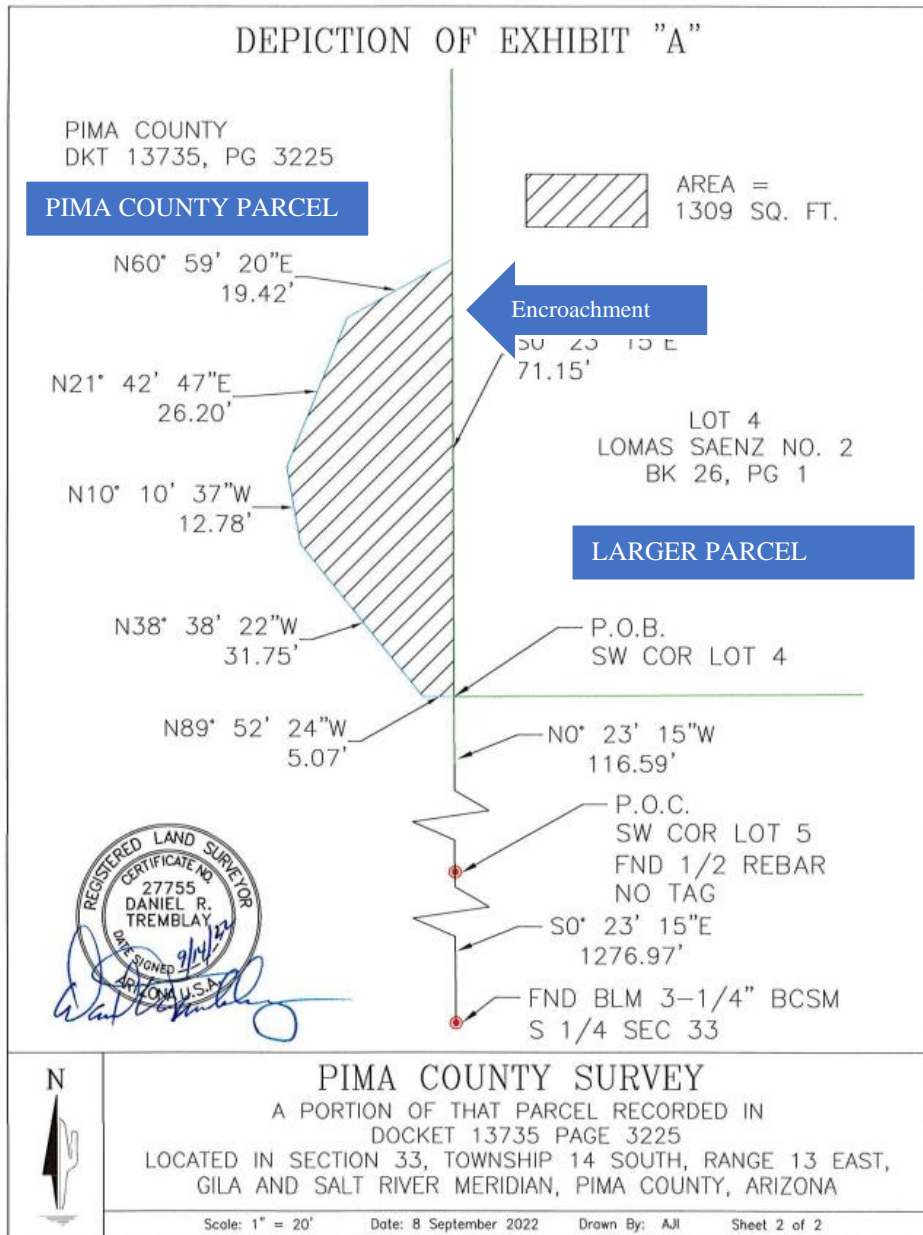 DEPICTION OF EXHIBIT "A"
PIMA COUNTY
DKT 13735, PG 3225
PIMA COUNTY PARCEL
AREA =
1309 SQ. FT.
N60° 59' 20"E
19.42'
Encroachment
S0° 23' 15"E
71.15'
N21° 42' 47"E
26.20'
LOT 4
LOMAS SAENZ NO. 2
BK 26, PG 1
N10° 10' 37"W
12.78'
LARGER PARCEL
N38° 38' 22"W
31.75'
P.O.B.
SW COR LOT 4
N89° 52' 24"W
5.07'
N0° 23' 15"W
116.59'
P.O.C.
SW COR LOT 5
FND 1/2 REBAR
NO TAG
REGISTERED LAND SURVEYOR
CERTIFICATE NO.
27755
DANIEL R.
TREMBLAY
DATE SIGNED 9/14/22
ARIZONA U.S.A.
S0° 23' 15"E
1276.97'
FND BLM 3-1/4" BCSM
S 1/4 SEC 33
N
PIMA COUNTY SURVEY
A PORTION OF THAT PARCEL RECORDED IN
DOCKET 13735 PAGE 3225
LOCATED IN SECTION 33, TOWNSHIP 14 SOUTH, RANGE 13 EAST,
GILA AND SALT RIVER MERIDIAN, PIMA COUNTY, ARIZONA
Scale: 1" = 20' Date: 8 September 2022 Drawn By: AJI Sheet 2 of 2